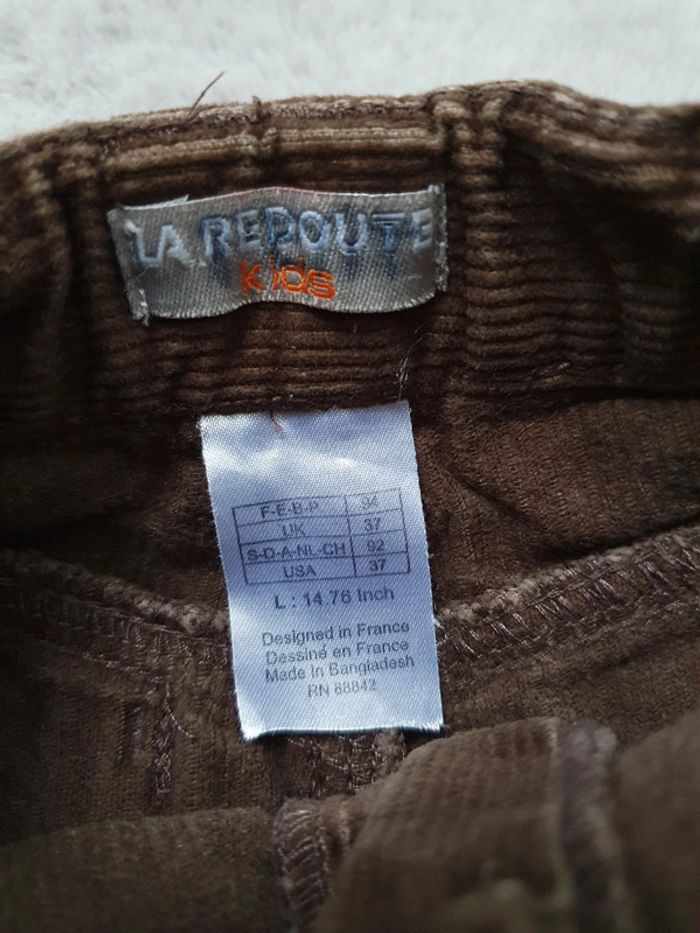 LA REDOUTE
kids
F-E-B-P 94
UK 37
S-D-A-NL-CH 92
USA 37
L : 14.76 Inch
Designed in France
Dessiné en France
Made in Bangladesh
RN 88842